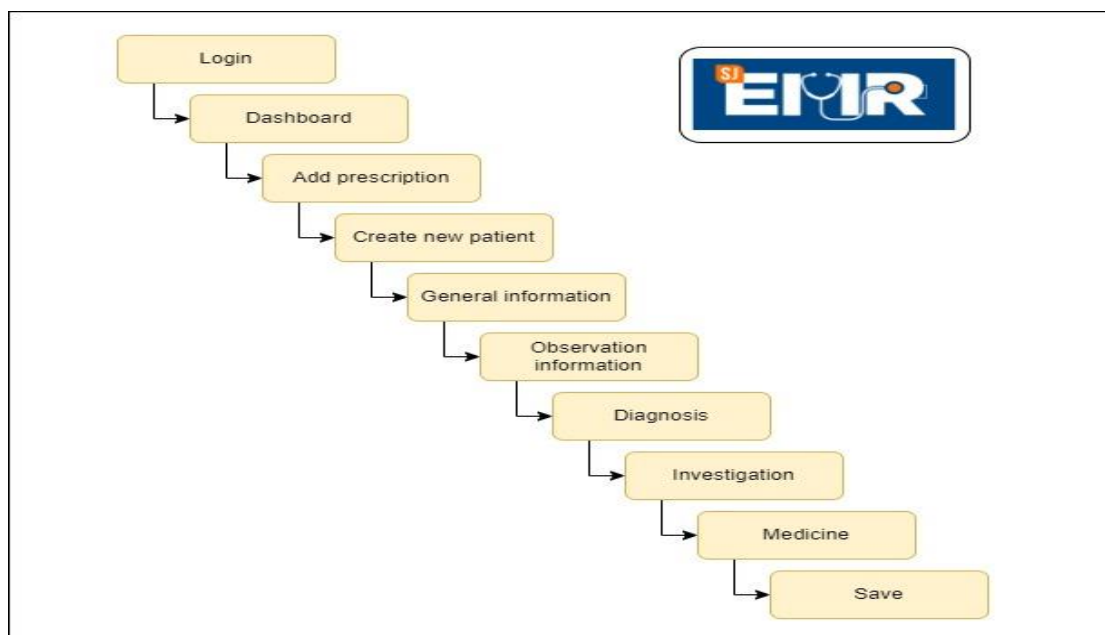 Login
SJ
EMR
Dashboard
Add prescription
Create new patient
General information
Observation
information
Diagnosis
Investigation
Medicine
Save